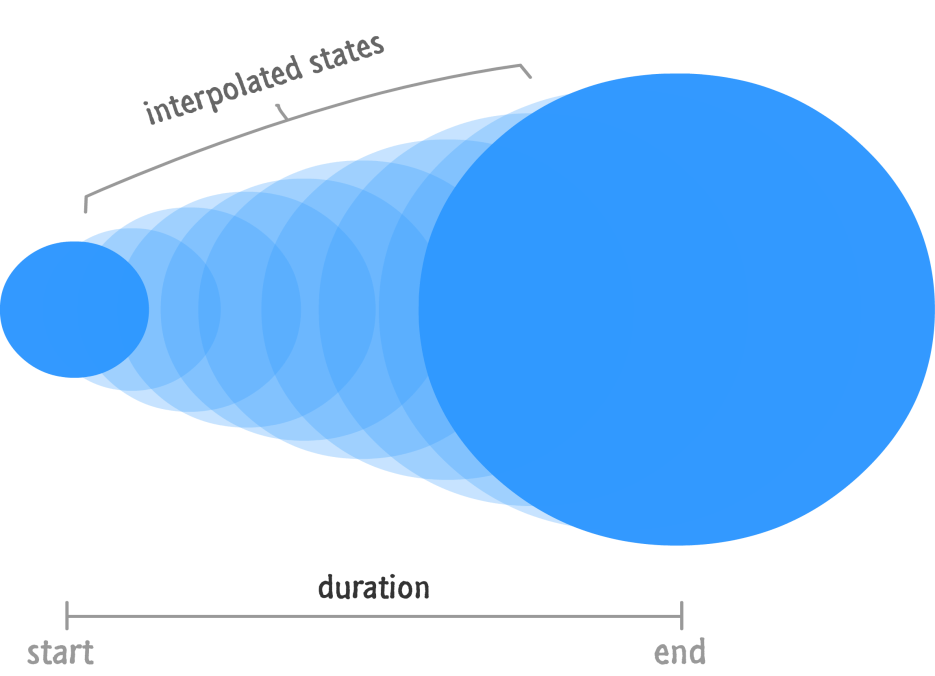 interpolated states
duration
start
end